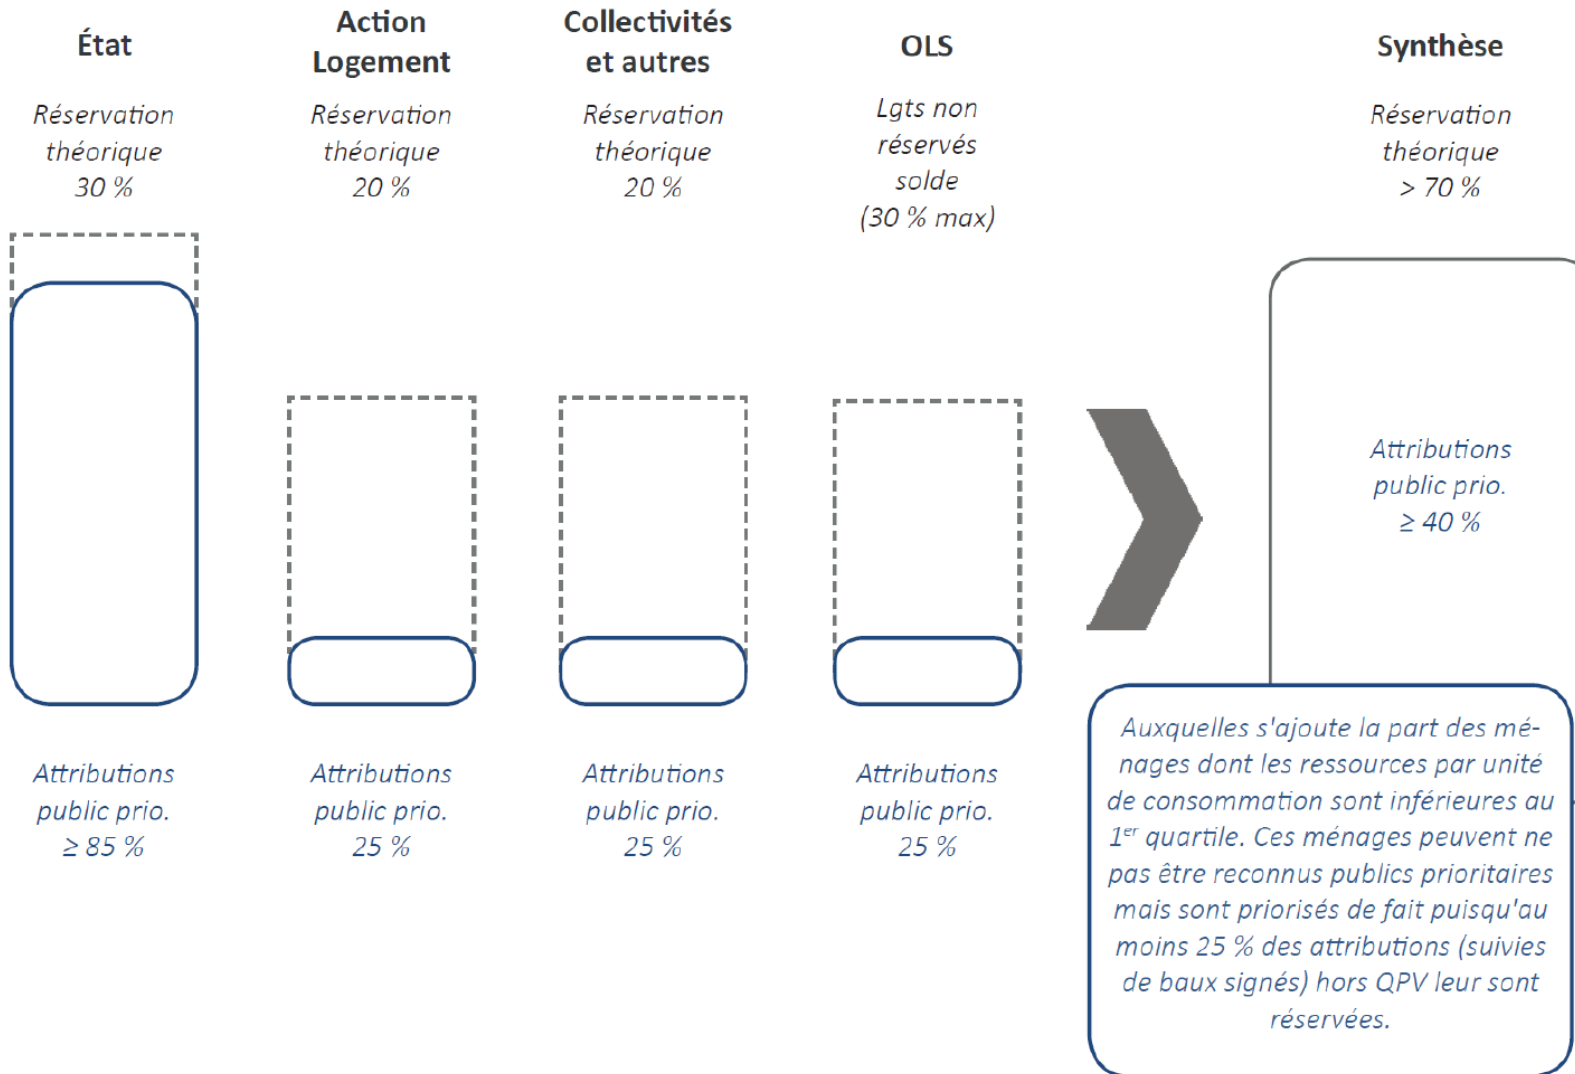 État
Réservation
théorique
30 %
Action
Logement
Réservation
théorique
20 %
Collectivités
et autres
Réservation
théorique
20 %
OLS
Lgts non
réservés
solde
(30 % max)
Synthèse
Réservation
théorique
> 70 %
Attributions
public prio.
≥ 85 %
Attributions
public prio.
25 %
Attributions
public prio.
25 %
Attributions
public prio.
25 %
Attributions
public prio.
≥ 40 %
Auxquelles s'ajoute la part des mé-
nages dont les ressources par unité
de consommation sont inférieures au
1er quartile. Ces ménages peuvent ne
pas être reconnus publics prioritaires
mais sont priorisés de fait puisqu'au
moins 25 % des attributions (suivies
de baux signés) hors QPV leur sont
réservées.